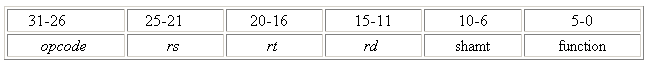 31-26 25-21 20-16 15-11 10-6 5-0
opcode rs rt rd shamt function